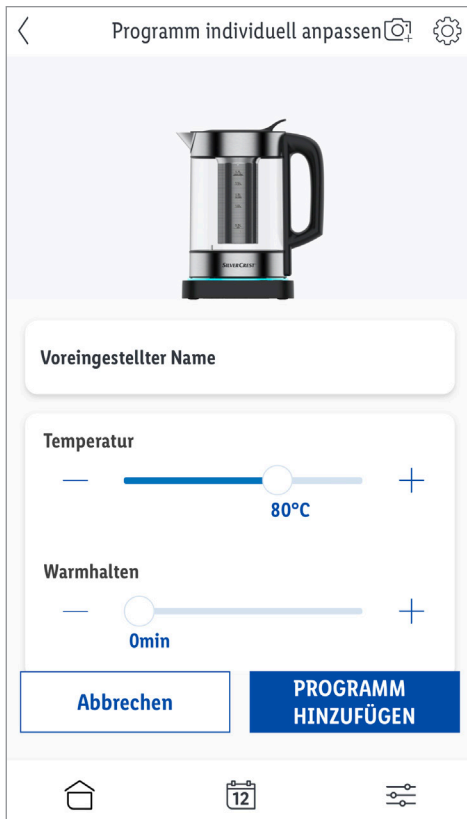 Programm individuell anpassen
SILVERCREST
Voreingestellter Name
Temperatur
80°C
Warmhalten
0min
Abbrechen
PROGRAMM
HINZUFÜGEN
12